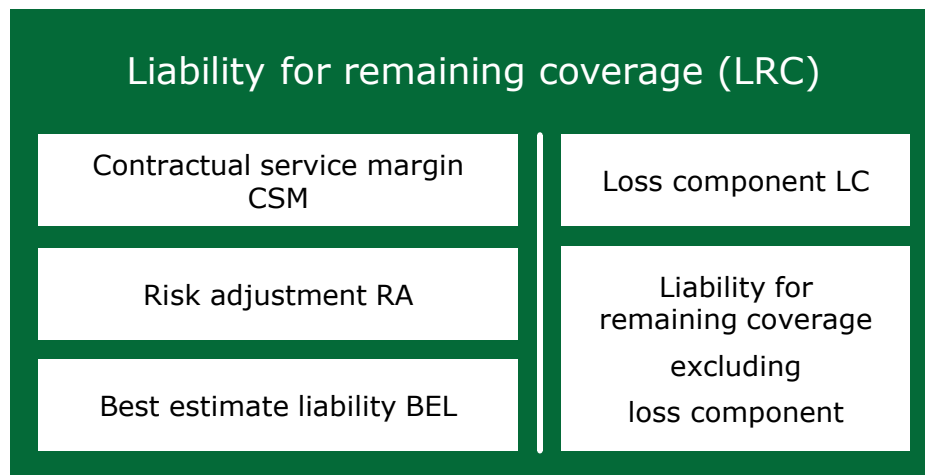 Liability for remaining coverage (LRC)
Contractual service margin
CSM
Risk adjustment RA
Best estimate liability BEL
Loss component LC
Liability for
remaining coverage
excluding
loss component